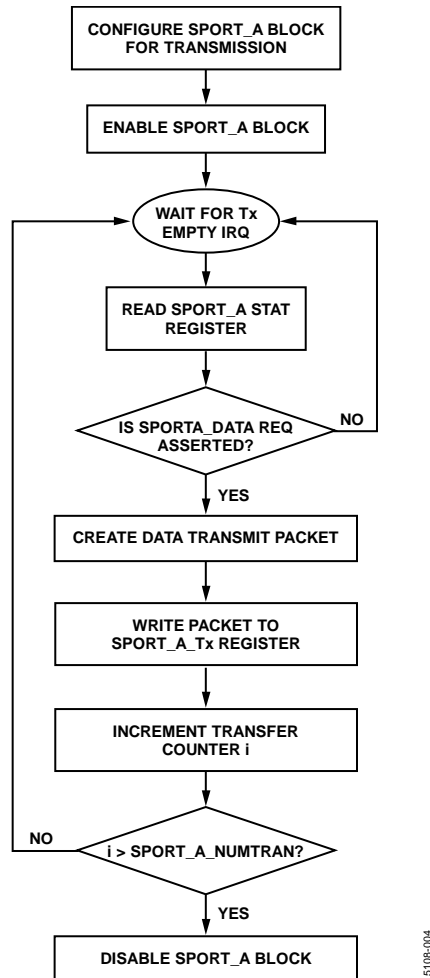 CONFIGURE SPORT_A BLOCK
FOR TRANSMISSION
ENABLE SPORT_A BLOCK
WAIT FOR Tx
EMPTY IRQ
READ SPORT_A STAT
REGISTER
IS SPORTA_DATA REQ
ASSERTED?
NO
YES
CREATE DATA TRANSMIT PACKET
WRITE PACKET TO
SPORT_A_Tx REGISTER
INCREMENT TRANSFER
COUNTER i
NO
i > SPORT_A_NUMTRAN?
YES
DISABLE SPORT_A BLOCK
5108-004